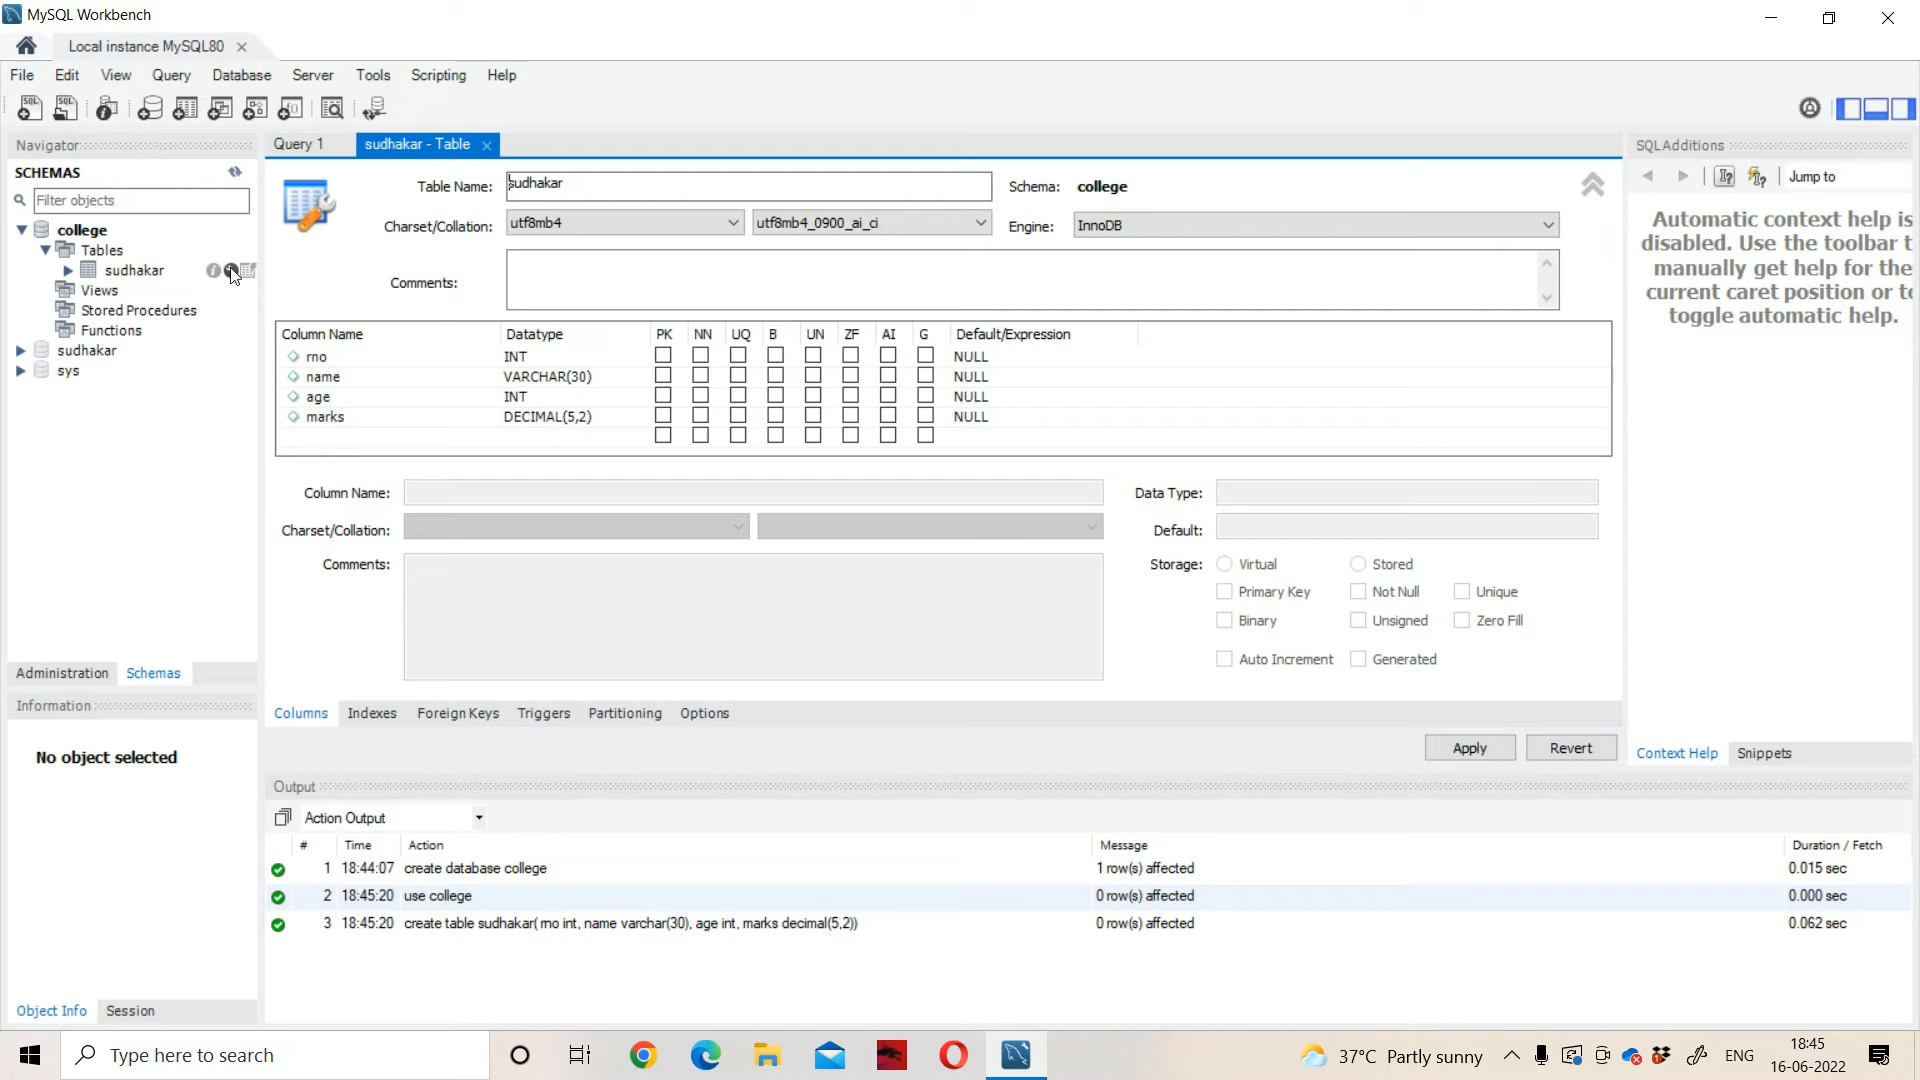 MySQL Workbench
Local instance MySQL80
File Edit View Query Database Server Tools Scripting Help
Navigator
SCHEMAS
Filter objects
college
Tables
sudhakar
Views
Stored Procedures
Functions
sudhakar
sys
Administration Schemas
Information
No object selected
Object Info Session
Query 1 sudhakar - Table
Table Name: sudhakar Schema: college
Charset/Collation: utf8mb4 utf8mb4_0900_ai_ci Engine: InnoDB
Comments:
Column Name Datatype PK NN UQ B UN ZF AI G Default/Expression
rno INT NULL
name VARCHAR(30) NULL
age INT NULL
marks DECIMAL(5,2) NULL
Column Name: Data Type:
Charset/Collation: Default:
Comments: Storage: Virtual Stored
Primary Key Not Null Unique
Binary Unsigned Zero Fill
Auto Increment Generated
Columns Indexes Foreign Keys Triggers Partitioning Options
Apply Revert
Output
Action Output
# Time Action Message Duration / Fetch
1 18:44:07 create database college 1 row(s) affected 0.015 sec
2 18:45:20 use college 0 row(s) affected 0.000 sec
3 18:45:20 create table sudhakar( rno int, name varchar(30), age int, marks decimal(5,2)) 0 row(s) affected 0.062 sec
SQLAdditions
Jump to
Automatic context help is
disabled. Use the toolbar t
manually get help for the
current caret position or to
toggle automatic help.
Context Help Snippets
Type here to search
37°C Partly sunny
ENG
18:45
16-06-2022